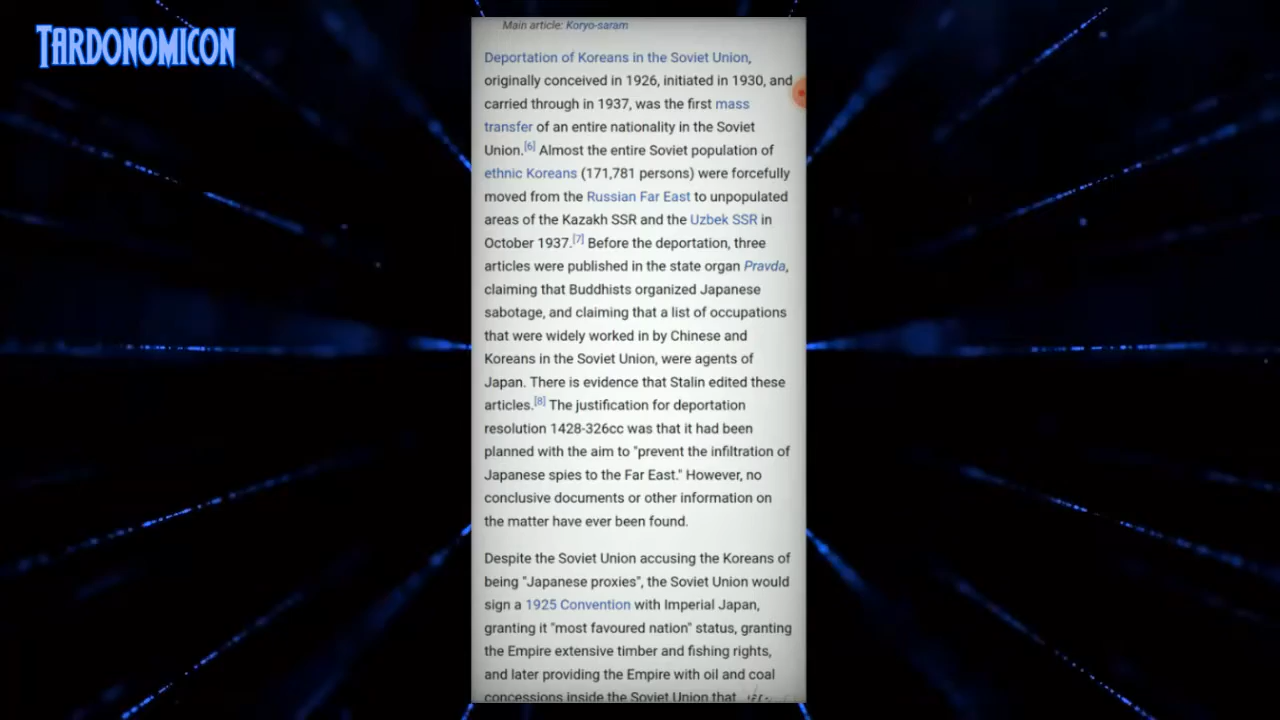 TARDONOMICON
Main article: Koryo-saram
Deportation of Koreans in the Soviet Union,
originally conceived in 1926, initiated in 1930, and
carried through in 1937, was the first mass
transfer of an entire nationality in the Soviet
Union.[6] Almost the entire Soviet population of
ethnic Koreans (171,781 persons) were forcefully
moved from the Russian Far East to unpopulated
areas of the Kazakh SSR and the Uzbek SSR in
October 1937.[7] Before the deportation, three
articles were published in the state organ Pravda,
claiming that Buddhists organized Japanese
sabotage, and claiming that a list of occupations
that were widely worked in by Chinese and
Koreans in the Soviet Union, were agents of
Japan. There is evidence that Stalin edited these
articles.[8] The justification for deportation
resolution 1428-326cc was that it had been
planned with the aim to "prevent the infiltration of
Japanese spies to the Far East." However, no
conclusive documents or other information on
the matter have ever been found.
Despite the Soviet Union accusing the Koreans of
being "Japanese proxies", the Soviet Union would
sign a 1925 Convention with Imperial Japan,
granting it "most favoured nation" status, granting
the Empire extensive timber and fishing rights,
and later providing the Empire with oil and coal
concessions inside the Soviet Union that